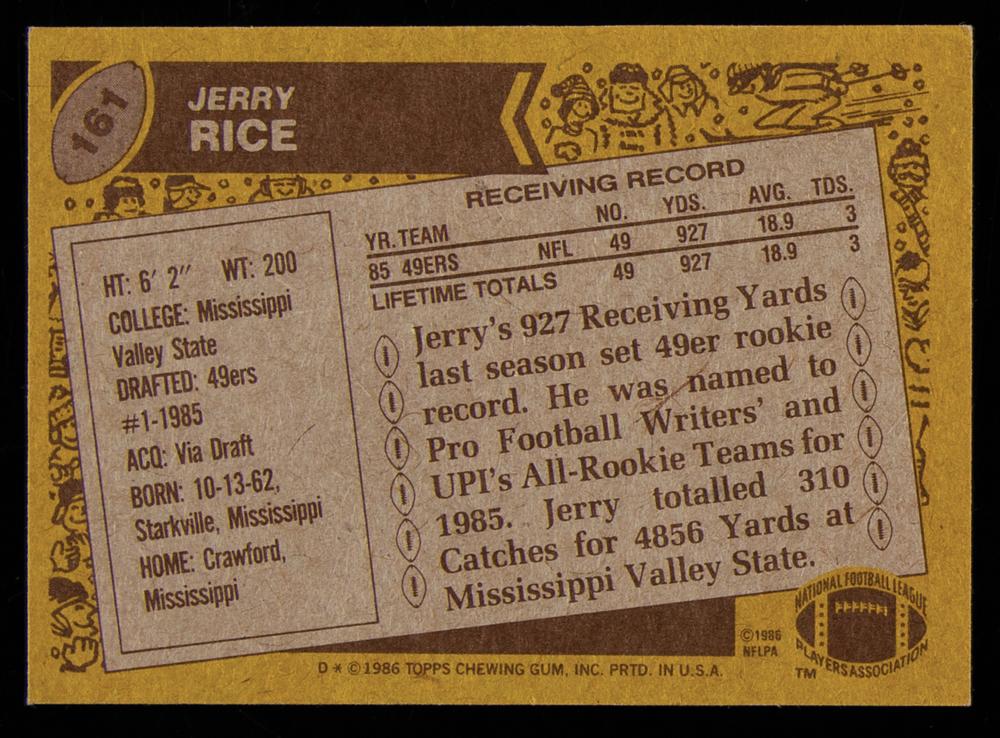 161
JERRY
RICE
RECEIVING RECORD
YR. TEAM NO. YDS. AVG. TDS.
85 49ERS NFL 49 927 18.9 3
LIFETIME TOTALS 49 927 18.9 3
HT: 6′ 2″ WT: 200
COLLEGE: Mississippi
Valley State
DRAFTED: 49ers
#1-1985
ACQ: Via Draft
BORN: 10-13-62,
Starkville, Mississippi
HOME: Crawford,
Mississippi
Jerry's 927 Receiving Yards
last season set 49er rookie
record. He was named to
Pro Football Writers' and
UPI's All-Rookie Teams for
1985. Jerry totalled 310
Catches for 4856 Yards at
Mississippi Valley State.
©1986
NFLPA
NATIONAL FOOTBALL LEAGUE
PLAYERS ASSOCIATION
TM
D * © 1986 TOPPS CHEWING GUM, INC. PRTD. IN U.S.A.